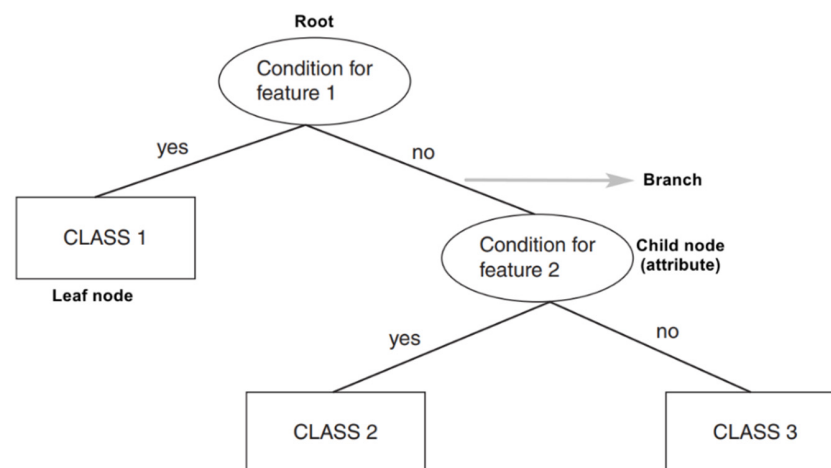 Root
Condition for
feature 1
yes
no
Branch
CLASS 1
Leaf node
Condition for
feature 2
Child node
(attribute)
yes
no
CLASS 2
CLASS 3